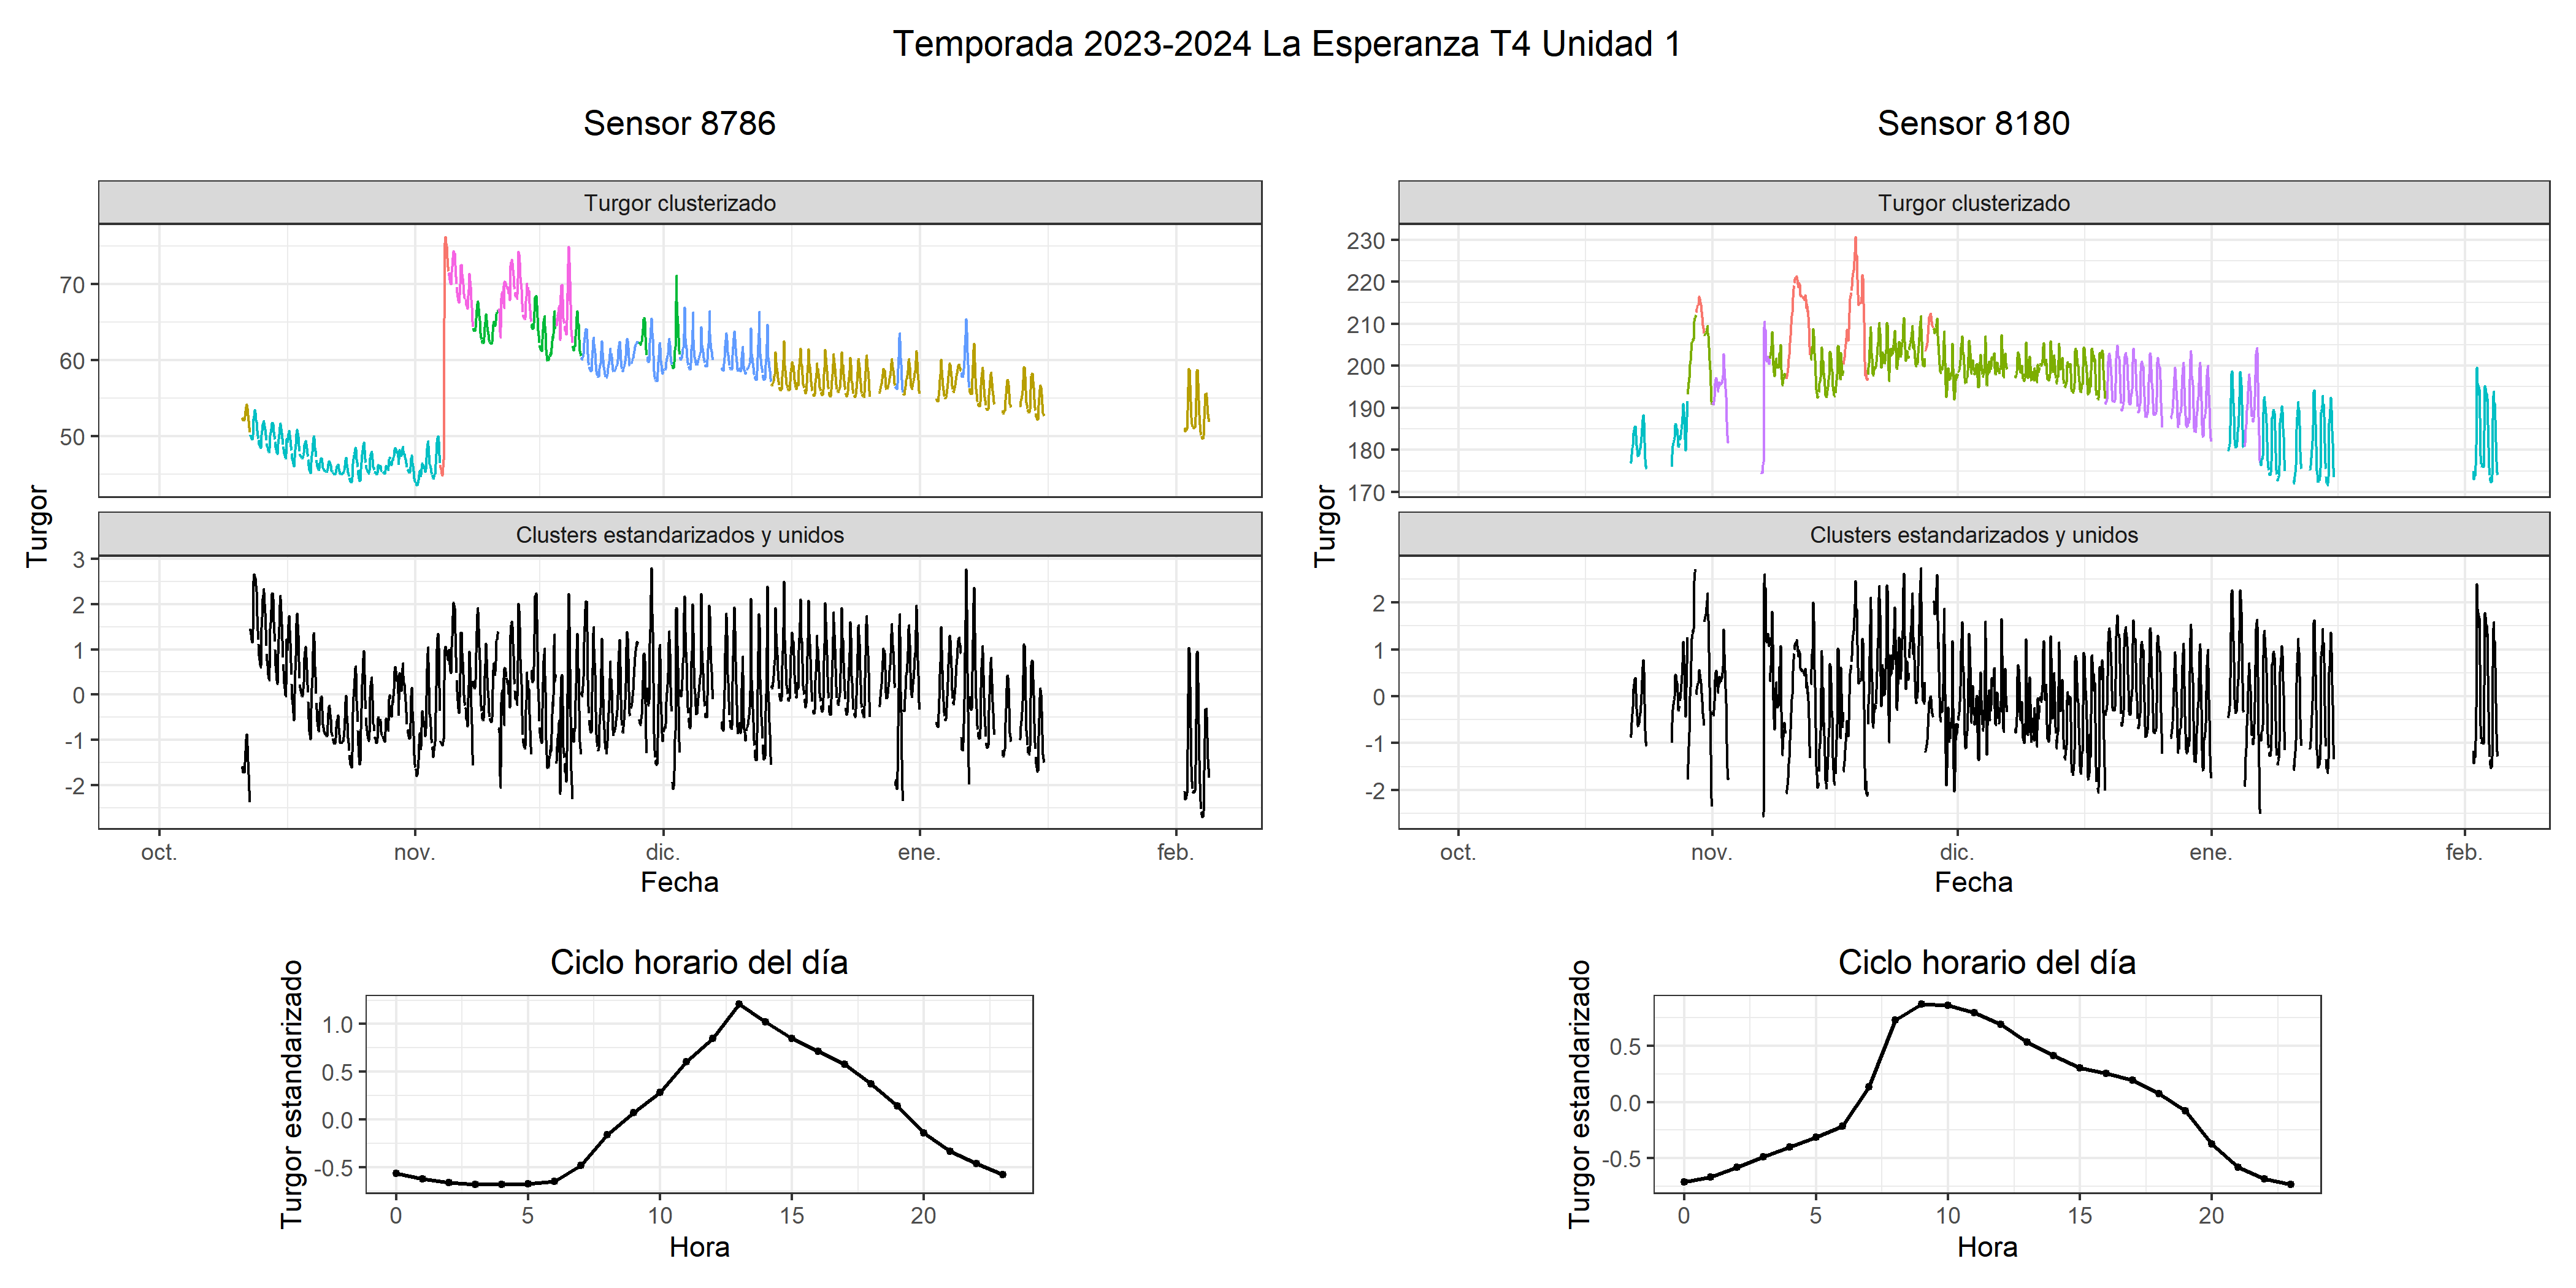 Temporada 2023-2024 La Esperanza T4 Unidad 1
Sensor 8786
Turgor clusterizado
70
60
50
Turgor
Clusters estandarizados y unidos
3
2
1
0
-1
-2
oct. nov. dic. ene. feb.
Fecha
Ciclo horario del día
Turgor estandarizado
1.0
0.5
0.0
-0.5
0 5 10 15 20
Hora
Sensor 8180
Turgor clusterizado
230
220
210
200
190
180
170
Turgor
Clusters estandarizados y unidos
2
1
0
-1
-2
oct. nov. dic. ene. feb.
Fecha
Ciclo horario del día
Turgor estandarizado
0.5
0.0
-0.5
0 5 10 15 20
Hora